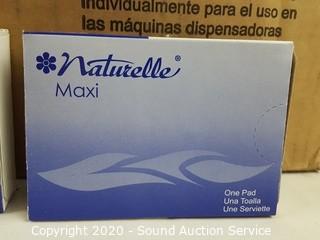 Individualmente para el uso en
las máquinas dispensadoras
Naturelle®
Maxi
One Pad
Una Toalla
Une Serviette
Copyright 2020 - Sound Auction Service